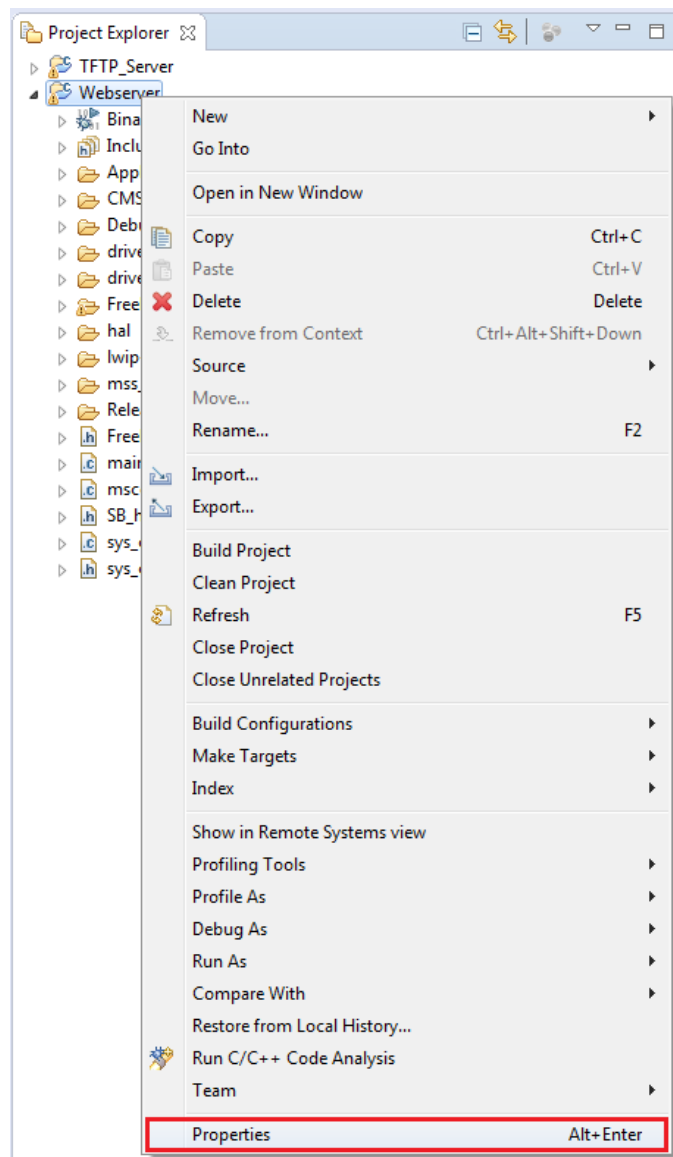 Project Explorer
TFTP_Server
Webserver
Bina
Inclu
App
CMS
Debu
drive
drive
Free
hal
lwip
mss_
Rele
.h Free
.c main
.c msc
.h SB_h
.c sys_
.h sys_
New
Go Into
Open in New Window
Copy Ctrl+C
Paste Ctrl+V
Delete Delete
Remove from Context Ctrl+Alt+Shift+Down
Source
Move...
Rename... F2
Import...
Export...
Build Project
Clean Project
Refresh F5
Close Project
Close Unrelated Projects
Build Configurations
Make Targets
Index
Show in Remote Systems view
Profiling Tools
Profile As
Debug As
Run As
Compare With
Restore from Local History...
Run C/C++ Code Analysis
Team
Properties Alt+Enter